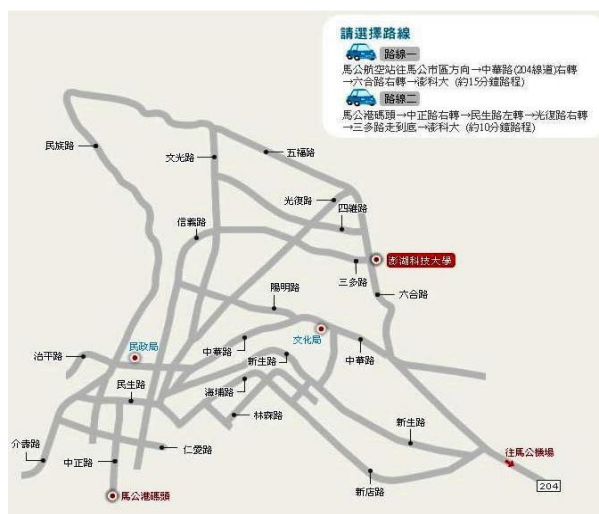 請選擇路線
路線一
馬公航空站往馬公市區方向→中華路(204線道)右轉
→六合路右轉→澎科大 (約15分鐘路程)
路線二
馬公港碼頭→中正路右轉→民生路左轉→光復路右轉
→三多路走到底→澎科大 (約10分鐘路程)
民族路
文光路
五福路
光復路
四維路
信義路
澎湖科技大學
三多路
六合路
陽明路
民政局
文化局
治平路
中華路
新生路
中華路
民生路
海埔路
林森路
新生路
介壽路
中正路
仁愛路
往馬公機場
新店路
204
馬公港碼頭